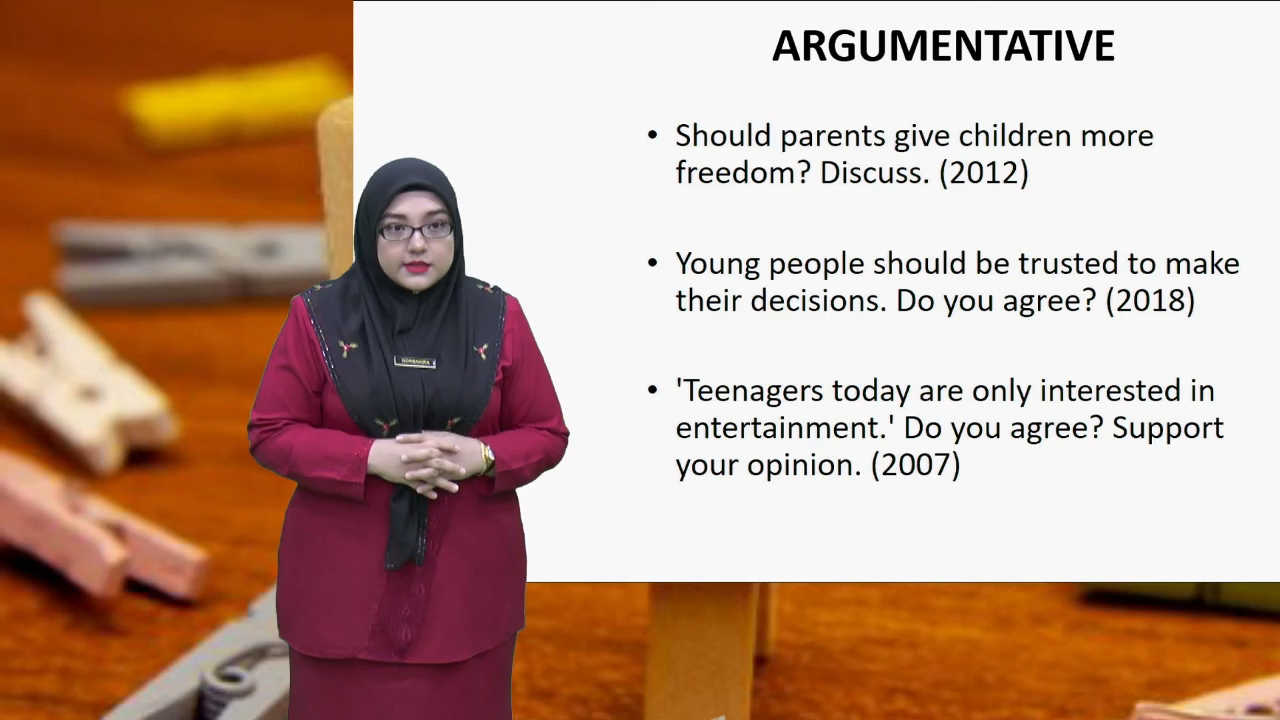 ARGUMENTATIVE
• Should parents give children more
freedom? Discuss. (2012)
• Young people should be trusted to make
their decisions. Do you agree? (2018)
• 'Teenagers today are only interested in
entertainment.' Do you agree? Support
your opinion. (2007)